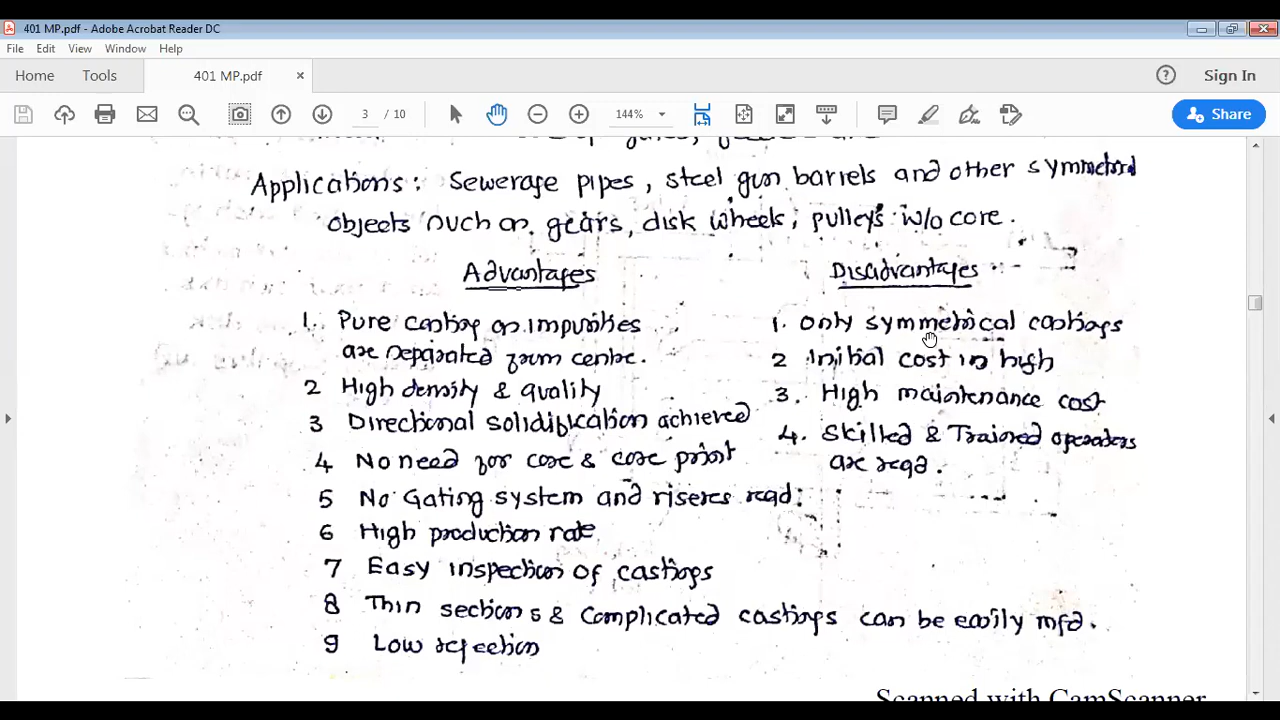 401 MP.pdf - Adobe Acrobat Reader DC
File Edit View Window Help
Home Tools 401 MP.pdf × Sign In
3 / 10 144% Share
Applications: Sewerage pipes, steel gun barrels and other symmetrical
objects such as gears, disk wheels, pulleys w/o core.
Advantages
Disadvantages
1. Pure casting as impurities
are separated from centre.
2 High density & quality
3 Directional solidification achieved
4 No need for core & core print
5 No Gating system and riseres reqd.
6 High production rate
7 Easy inspection of castings
8 Thin sections & Complicated castings can be easily mfd.
9 Low rejection
1. Only symmetrical castings
2 Initial cost is high
3. High maintenance cost
4. Skilled & Trained operators
are reqd.
Scanned with CamScanner